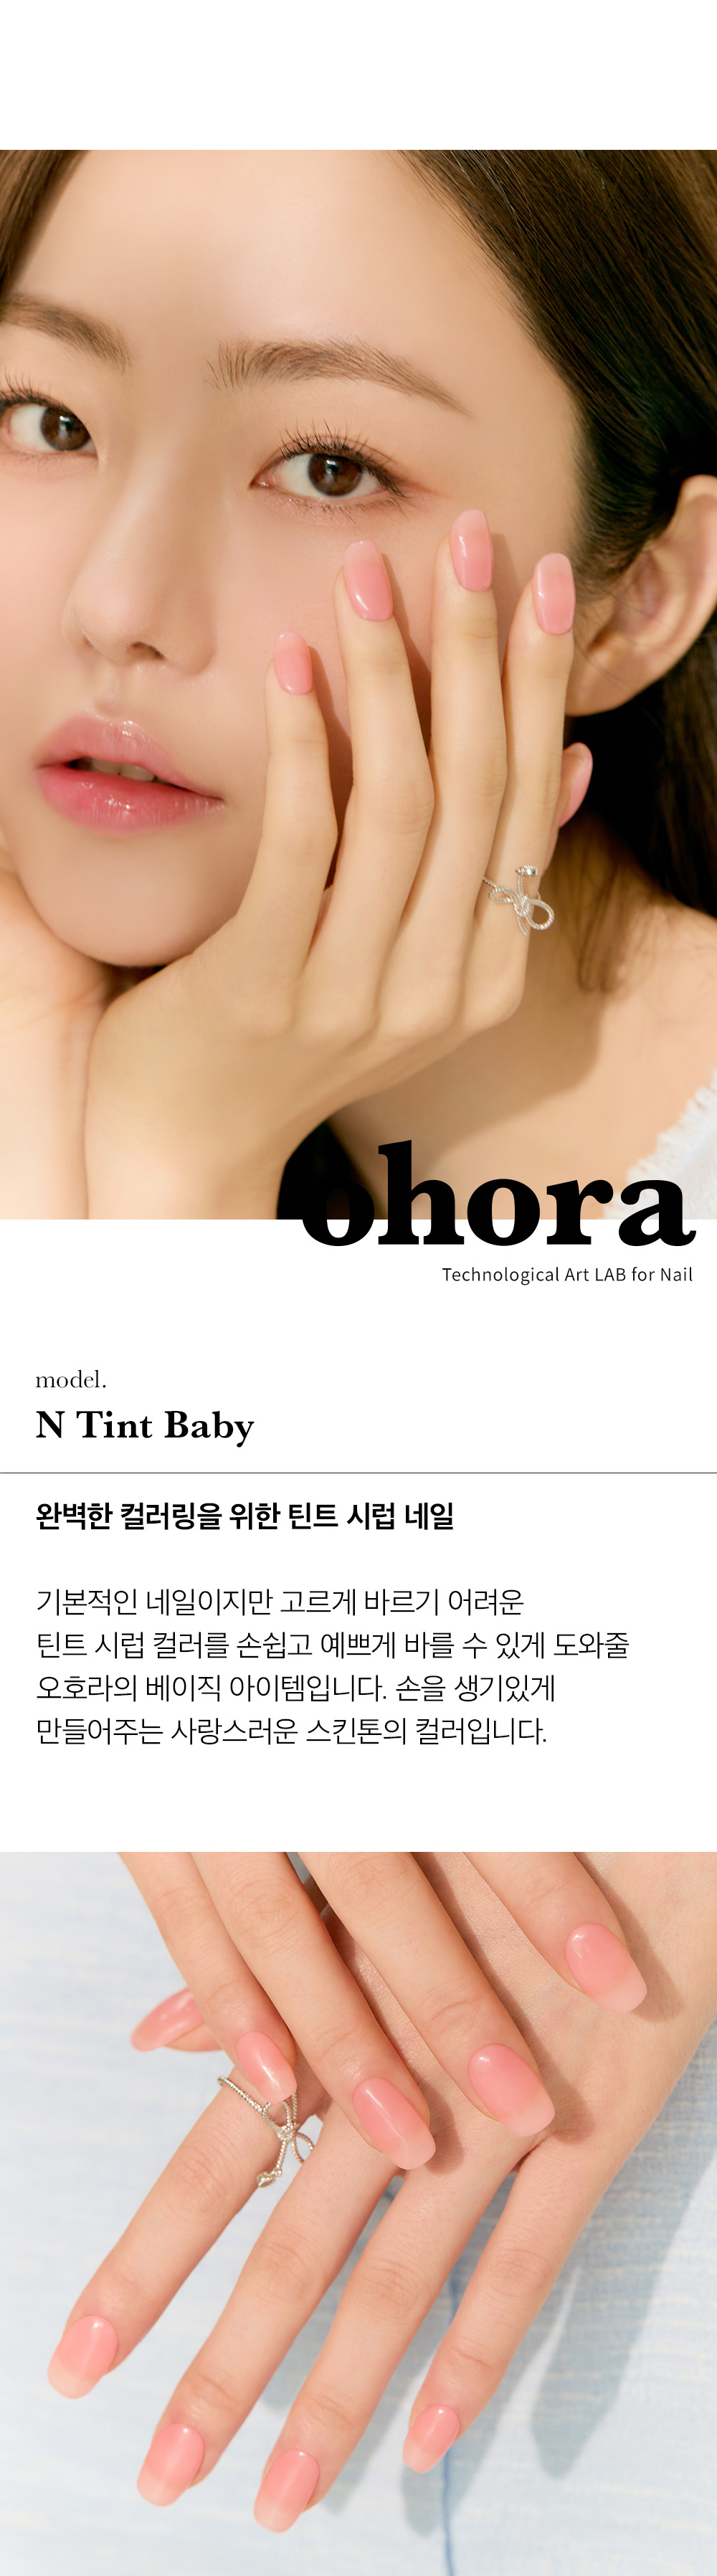 ohora
Technological Art LAB for Nail
model.
N Tint Baby
완벽한 컬러링을 위한 틴트 시럽 네일
기본적인 네일이지만 고르게 바르기 어려운
틴트 시럽 컬러를 손쉽고 예쁘게 바를 수 있게 도와줄
오호라의 베이직 아이템입니다. 손을 생기있게
만들어주는 사랑스러운 스킨톤의 컬러입니다.